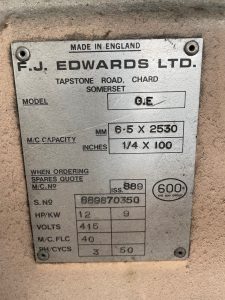 MADE IN ENGLAND
F.J. EDWARDS LTD.
TAPSTONE ROAD, CHARD
SOMERSET
MODEL G.E
M/C CAPACITY MM 6·5 X 2530
INCHES 1/4 X 100
WHEN ORDERING
SPARES QUOTE
M/C.Nº ISS. 889
S. Nº 889870350
HP/KW 12 9
VOLTS 415
M/C. FLC 40
PH/CYCS 3 50
600